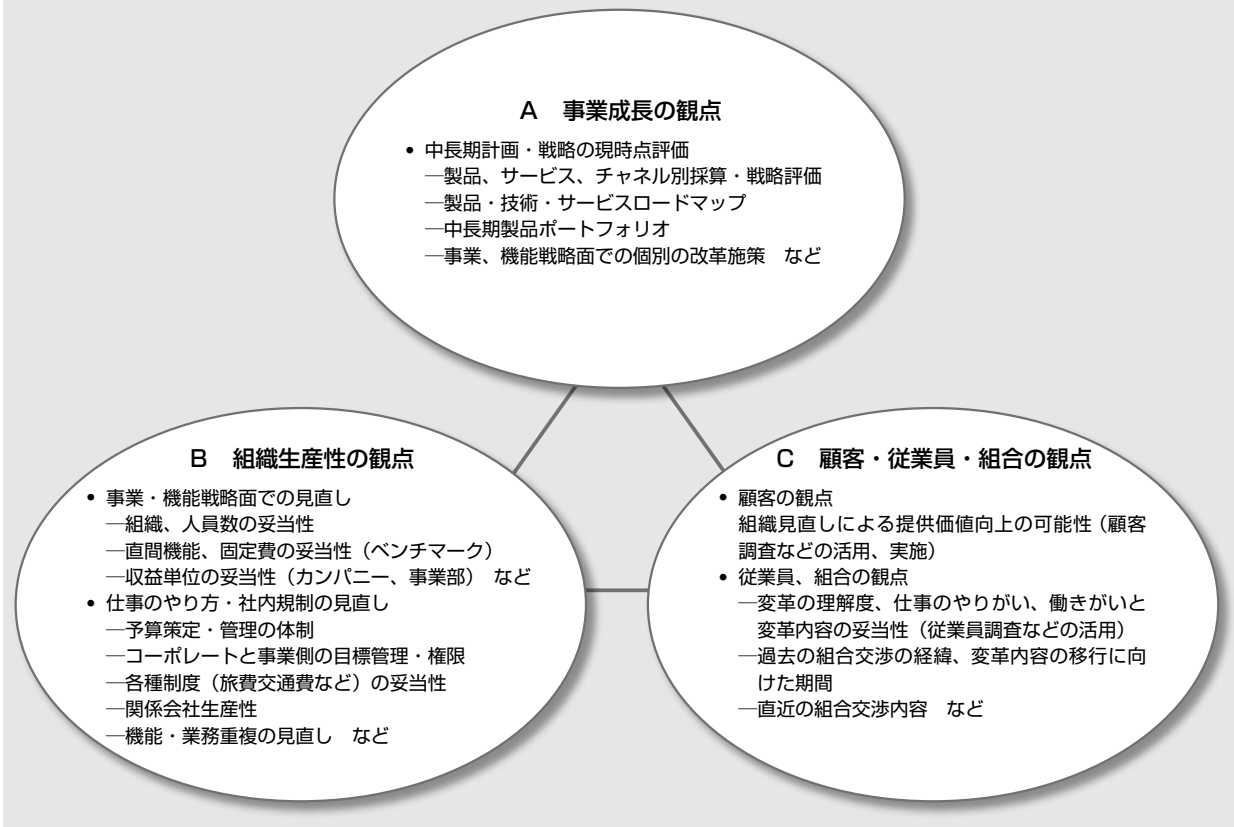 A 事業成長の観点
• 中長期計画・戦略の現時点評価
―製品、サービス、チャネル別採算・戦略評価
―製品・技術・サービスロードマップ
―中長期製品ポートフォリオ
―事業、機能戦略面での個別の改革施策 など
B 組織生産性の観点
• 事業・機能戦略面での見直し
―組織、人員数の妥当性
―直間機能、固定費の妥当性（ベンチマーク）
―収益単位の妥当性（カンパニー、事業部） など
• 仕事のやり方・社内規制の見直し
―予算策定・管理の体制
―コーポレートと事業側の目標管理・権限
―各種制度（旅費交通費など）の妥当性
―関係会社生産性
―機能・業務重複の見直し など
C 顧客・従業員・組合の観点
• 顧客の観点
組織見直しによる提供価値向上の可能性（顧客
調査などの活用、実施）
• 従業員、組合の観点
―変革の理解度、仕事のやりがい、働きがいと
変革内容の妥当性（従業員調査などの活用）
―過去の組合交渉の経緯、変革内容の移行に向
けた期間
―直近の組合交渉内容 など